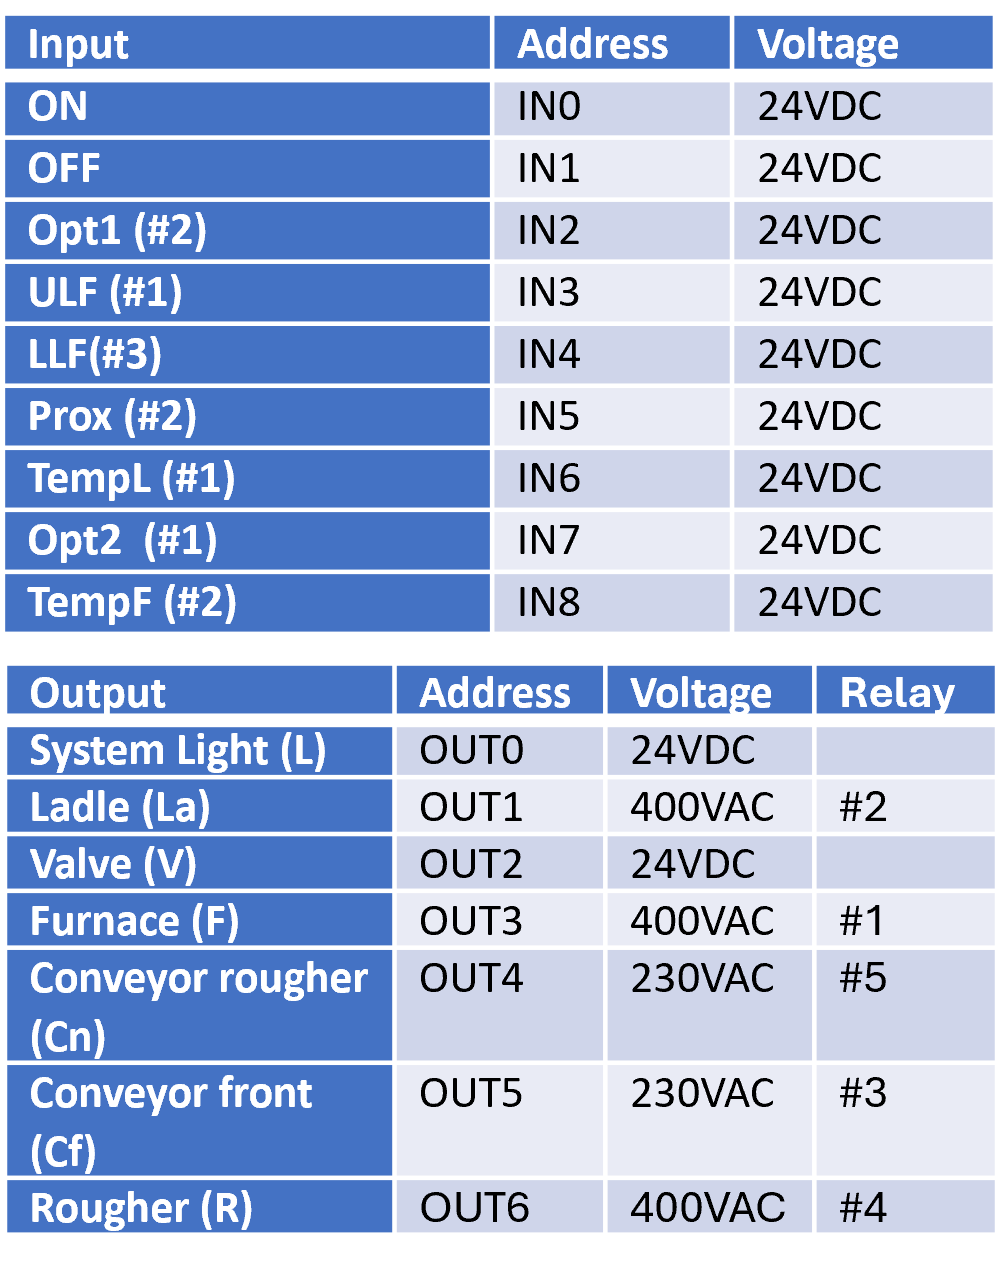 Input Address Voltage
ON IN0 24VDC
OFF IN1 24VDC
Opt1 (#2) IN2 24VDC
ULF (#1) IN3 24VDC
LLF(#3) IN4 24VDC
Prox (#2) IN5 24VDC
TempL (#1) IN6 24VDC
Opt2  (#1) IN7 24VDC
TempF (#2) IN8 24VDC
Output Address Voltage Relay
System Light (L) OUT0 24VDC
Ladle (La) OUT1 400VAC #2
Valve (V) OUT2 24VDC
Furnace (F) OUT3 400VAC #1
Conveyor rougher OUT4 230VAC #5
(Cn)
Conveyor front OUT5 230VAC #3
(Cf)
Rougher (R) OUT6 400VAC #4